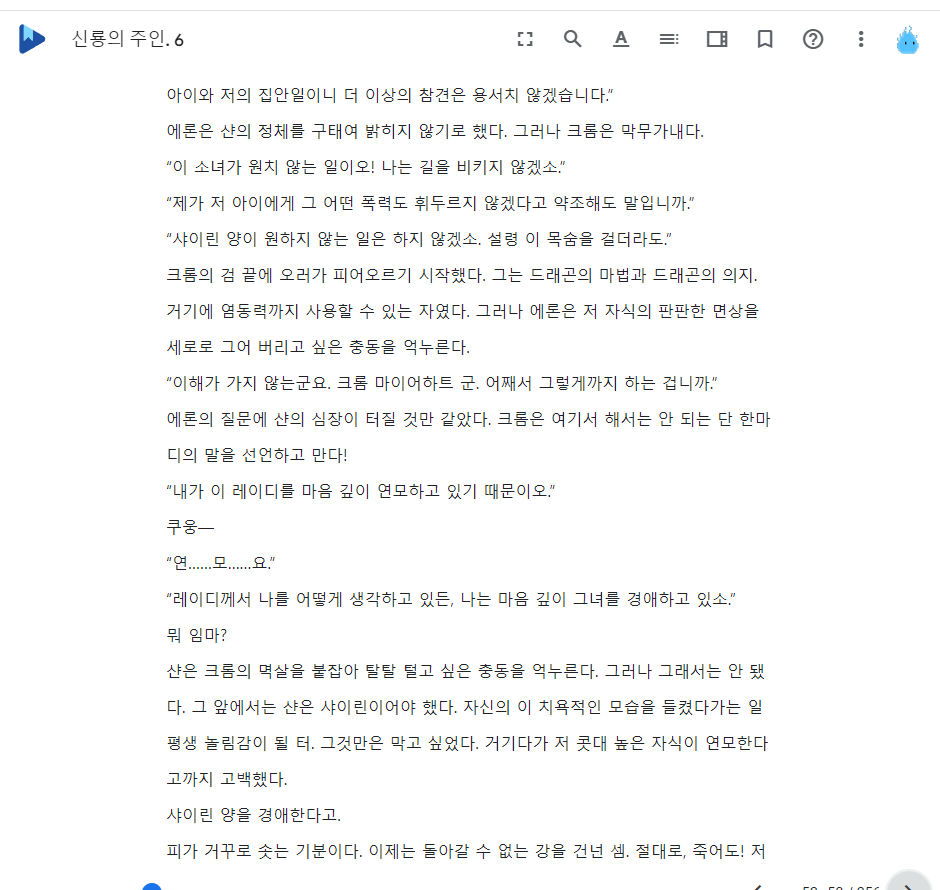 신룡의 주인. 6
아이와 저의 집안일이니 더 이상의 참견은 용서치 않겠습니다.”
에론은 샨의 정체를 구태여 밝히지 않기로 했다. 그러나 크롬은 막무가내다.
“이 소녀가 원치 않는 일이오! 나는 길을 비키지 않겠소.”
“제가 저 아이에게 그 어떤 폭력도 휘두르지 않겠다고 약조해도 말입니까.”
“샤이린 양이 원하지 않는 일은 하지 않겠소. 설령 이 목숨을 걸더라도.”
크롬의 검 끝에 오러가 피어오르기 시작했다. 그는 드래곤의 마법과 드래곤의 의지.
거기에 염동력까지 사용할 수 있는 자였다. 그러나 에론은 저 자식의 판판한 면상을
세로로 그어 버리고 싶은 충동을 억누른다.
“이해가 가지 않는군요. 크롬 마이어하트 군. 어째서 그렇게까지 하는 겁니까.”
에론의 질문에 샨의 심장이 터질 것만 같았다. 크롬은 여기서 해서는 안 되는 단 한마
디의 말을 선언하고 만다!
“내가 이 레이디를 마음 깊이 연모하고 있기 때문이오.”
쿠웅—
“연......모......요.”
“레이디께서 나를 어떻게 생각하고 있든, 나는 마음 깊이 그녀를 경애하고 있소.”
뭐 임마?
샨은 크롬의 멱살을 붙잡아 탈탈 털고 싶은 충동을 억누른다. 그러나 그래서는 안 됐
다. 그 앞에서는 샨은 샤이린이어야 했다. 자신의 이 치욕적인 모습을 들켰다가는 일
평생 놀림감이 될 터. 그것만은 막고 싶었다. 거기다가 저 콧대 높은 자식이 연모한다
고까지 고백했다.
샤이린 양을 경애한다고.
피가 거꾸로 솟는 기분이다. 이제는 돌아갈 수 없는 강을 건넌 셈. 절대로, 죽어도! 저